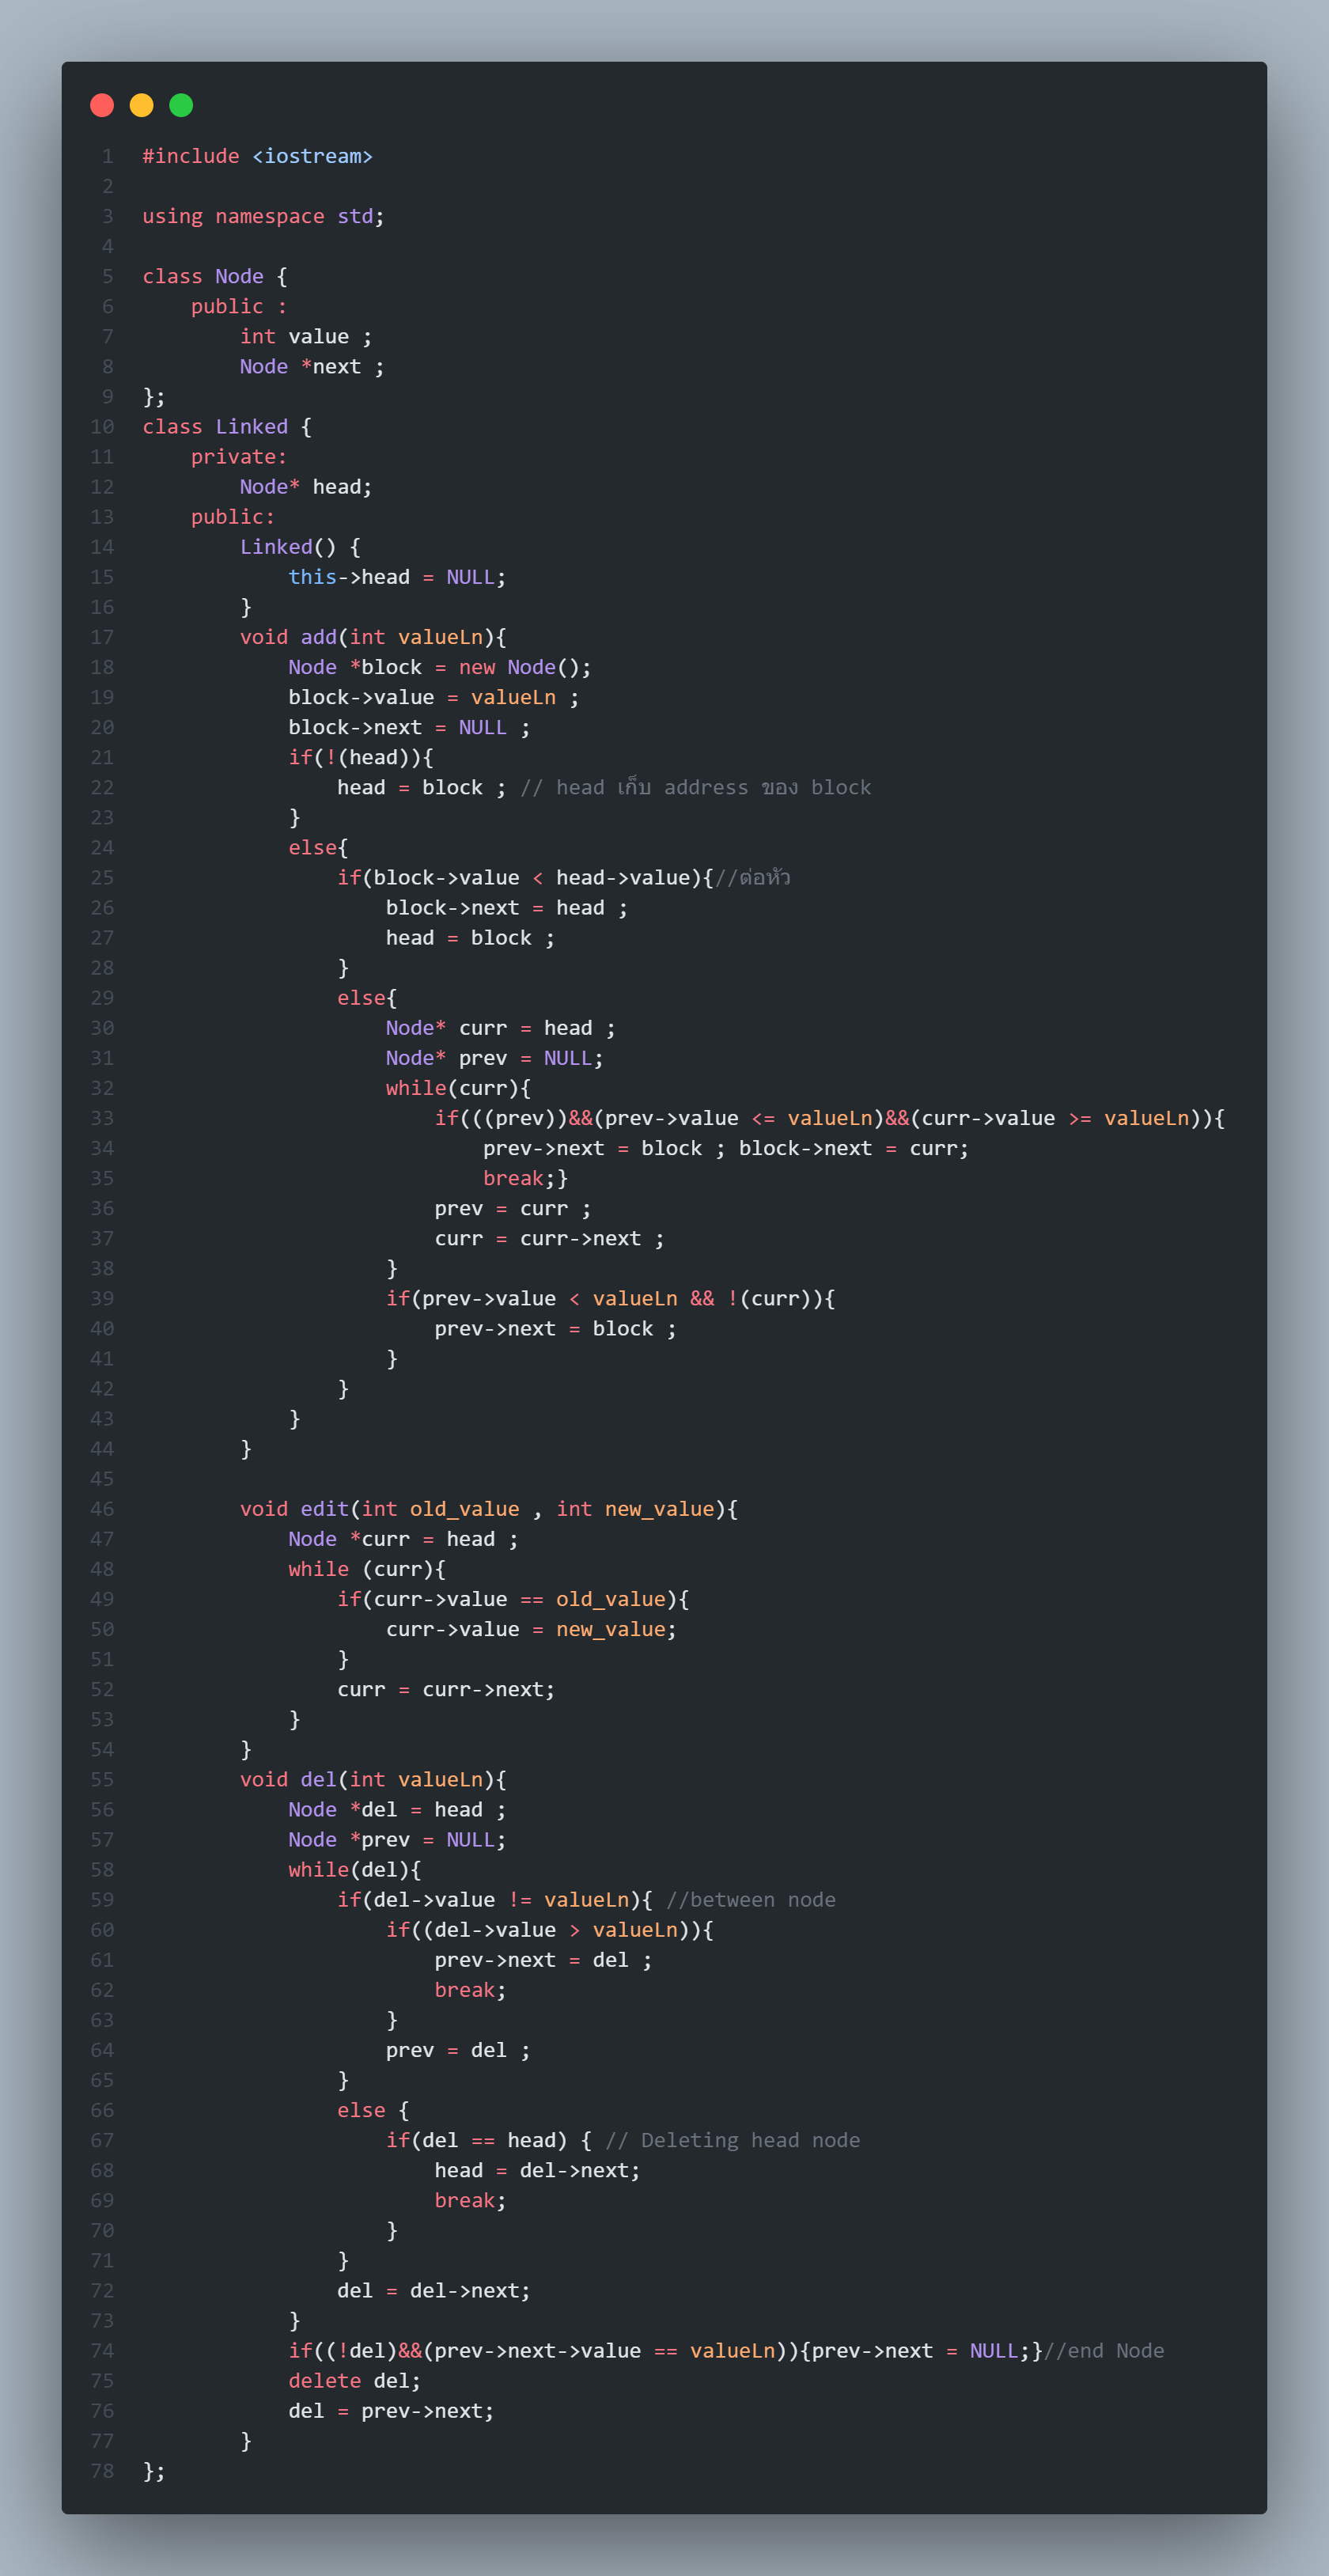 1 #include <iostream>
2
3 using namespace std;
4
5 class Node {
6     public :
7         int value ;
8         Node *next ;
9 };
10 class Linked {
11     private:
12         Node* head;
13     public:
14         Linked() {
15             this->head = NULL;
16         }
17         void add(int valueLn){
18             Node *block = new Node();
19             block->value = valueLn ;
20             block->next = NULL ;
21             if(!(head)){
22                 head = block ; // head เก็บ address ของ block
23             }
24             else{
25                 if(block->value < head->value){//ต่อหัว
26                     block->next = head ;
27                     head = block ;
28                 }
29                 else{
30                     Node* curr = head ;
31                     Node* prev = NULL;
32                     while(curr){
33                         if(((prev))&&(prev->value <= valueLn)&&(curr->value >= valueLn)){
34                             prev->next = block ; block->next = curr;
35                             break;}
36                         prev = curr ;
37                         curr = curr->next ;
38                     }
39                     if(prev->value < valueLn && !(curr)){
40                         prev->next = block ;
41                     }
42                 }
43             }
44         }
45
46         void edit(int old_value , int new_value){
47             Node *curr = head ;
48             while (curr){
49                 if(curr->value == old_value){
50                     curr->value = new_value;
51                 }
52                 curr = curr->next;
53             }
54         }
55         void del(int valueLn){
56             Node *del = head ;
57             Node *prev = NULL;
58             while(del){
59                 if(del->value != valueLn){ //between node
60                     if((del->value > valueLn)){
61                         prev->next = del ;
62                         break;
63                     }
64                     prev = del ;
65                 }
66                 else {
67                     if(del == head) { // Deleting head node
68                         head = del->next;
69                         break;
70                     }
71                 }
72                 del = del->next;
73             }
74             if((!del)&&(prev->next->value == valueLn)){prev->next = NULL;}//end Node
75             delete del;
76             del = prev->next;
77         }
78 };